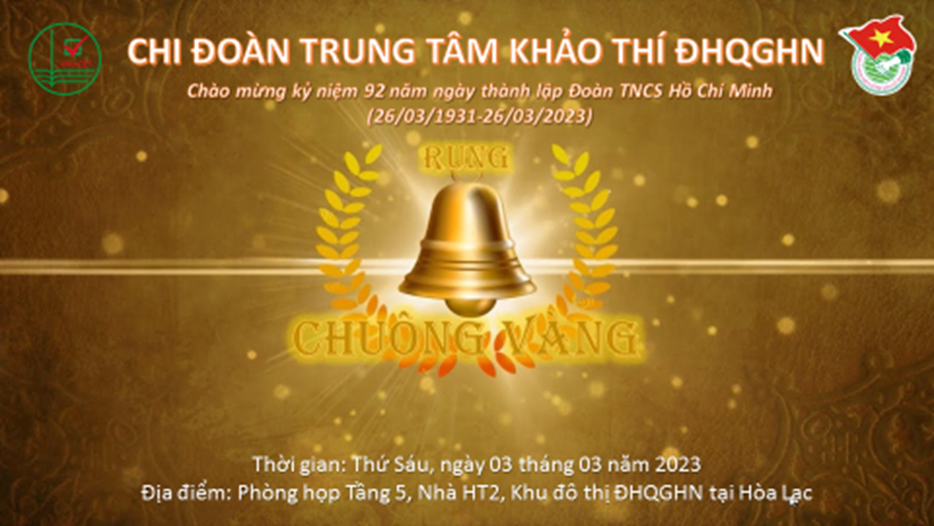 CHI ĐOÀN TRUNG TÂM KHẢO THÍ ĐHQGHN
Chào mừng kỷ niệm 92 năm ngày thành lập Đoàn TNCS Hồ Chí Minh
(26/03/1931-26/03/2023)
RUNG
CHUÔNG VÀNG
Thời gian: Thứ Sáu, ngày 03 tháng 03 năm 2023
Địa điểm: Phòng họp Tầng 5, Nhà HT2, Khu đô thị ĐHQGHN tại Hòa Lạc